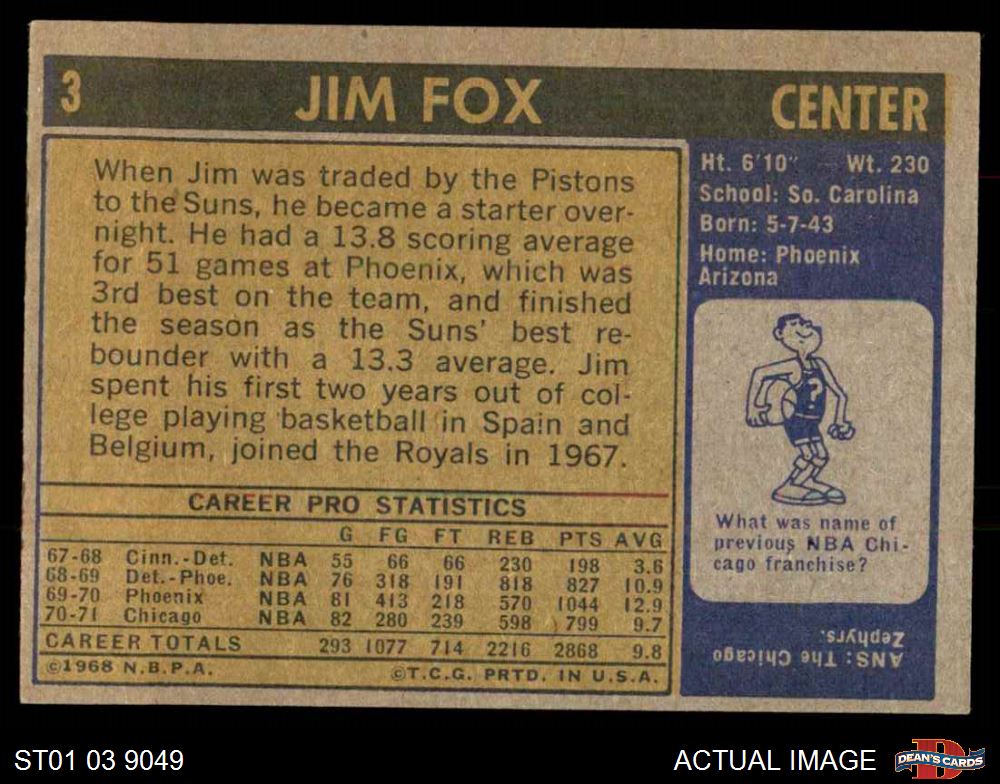 3 JIM FOX CENTER
When Jim was traded by the Pistons
to the Suns, he became a starter over-
night. He had a 13.8 scoring average
for 51 games at Phoenix, which was
3rd best on the team, and finished
the season as the Suns' best re-
bounder with a 13.3 average. Jim
spent his first two years out of col-
lege playing basketball in Spain and
Belgium, joined the Royals in 1967.
CAREER PRO STATISTICS
G FG FT REB PTS AVG
67-68 Cinn.-Det. NBA 55 66 66 230 198 3.6
68-69 Det.-Phoe. NBA 76 318 191 818 827 10.9
69-70 Phoenix NBA 81 413 218 570 1044 12.9
70-71 Chicago NBA 82 280 239 598 799 9.7
CAREER TOTALS 293 1077 714 2216 2868 9.8
©1968 N.B.P.A. ©T.C.G. PRTD. IN U.S.A.
Ht. 6'10" Wt. 230
School: So. Carolina
Born: 5-7-43
Home: Phoenix
Arizona
?
What was name of
previous NBA Chi-
cago franchise?
ANS: The Chicago
Zephyrs.
ST01 03 9049 ACTUAL IMAGE
D
DEAN'S CARDS